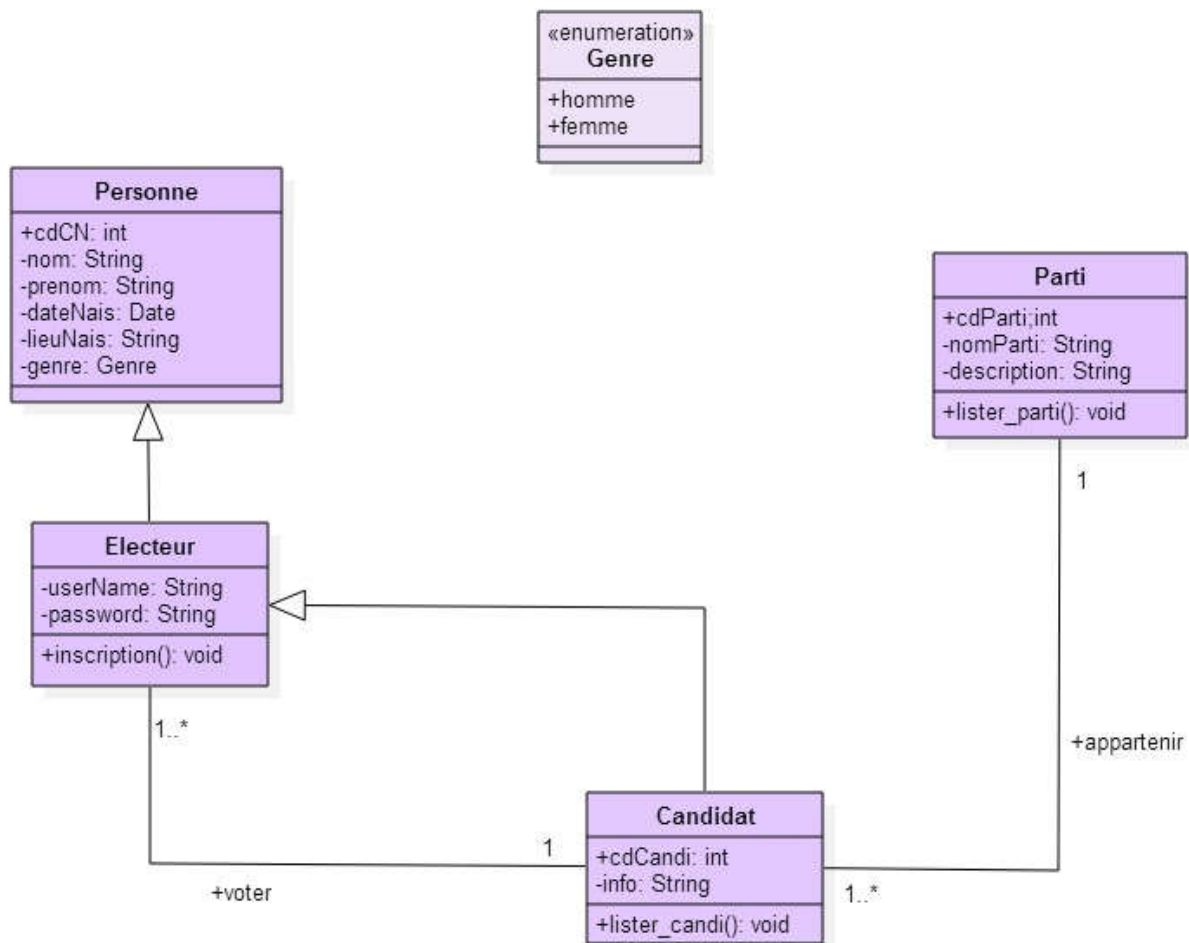 «enumeration»
Genre
+homme
+femme
Personne
+cdCN: int
-nom: String
-prenom: String
-dateNais: Date
-lieuNais: String
-genre: Genre
Parti
+cdParti;int
-nomParti: String
-description: String
+lister_parti(): void
1
Electeur
-userName: String
-password: String
+inscription(): void
1..*
+appartenir
Candidat
+cdCandi: int
-info: String
+lister_candi(): void
1
+voter
1..*